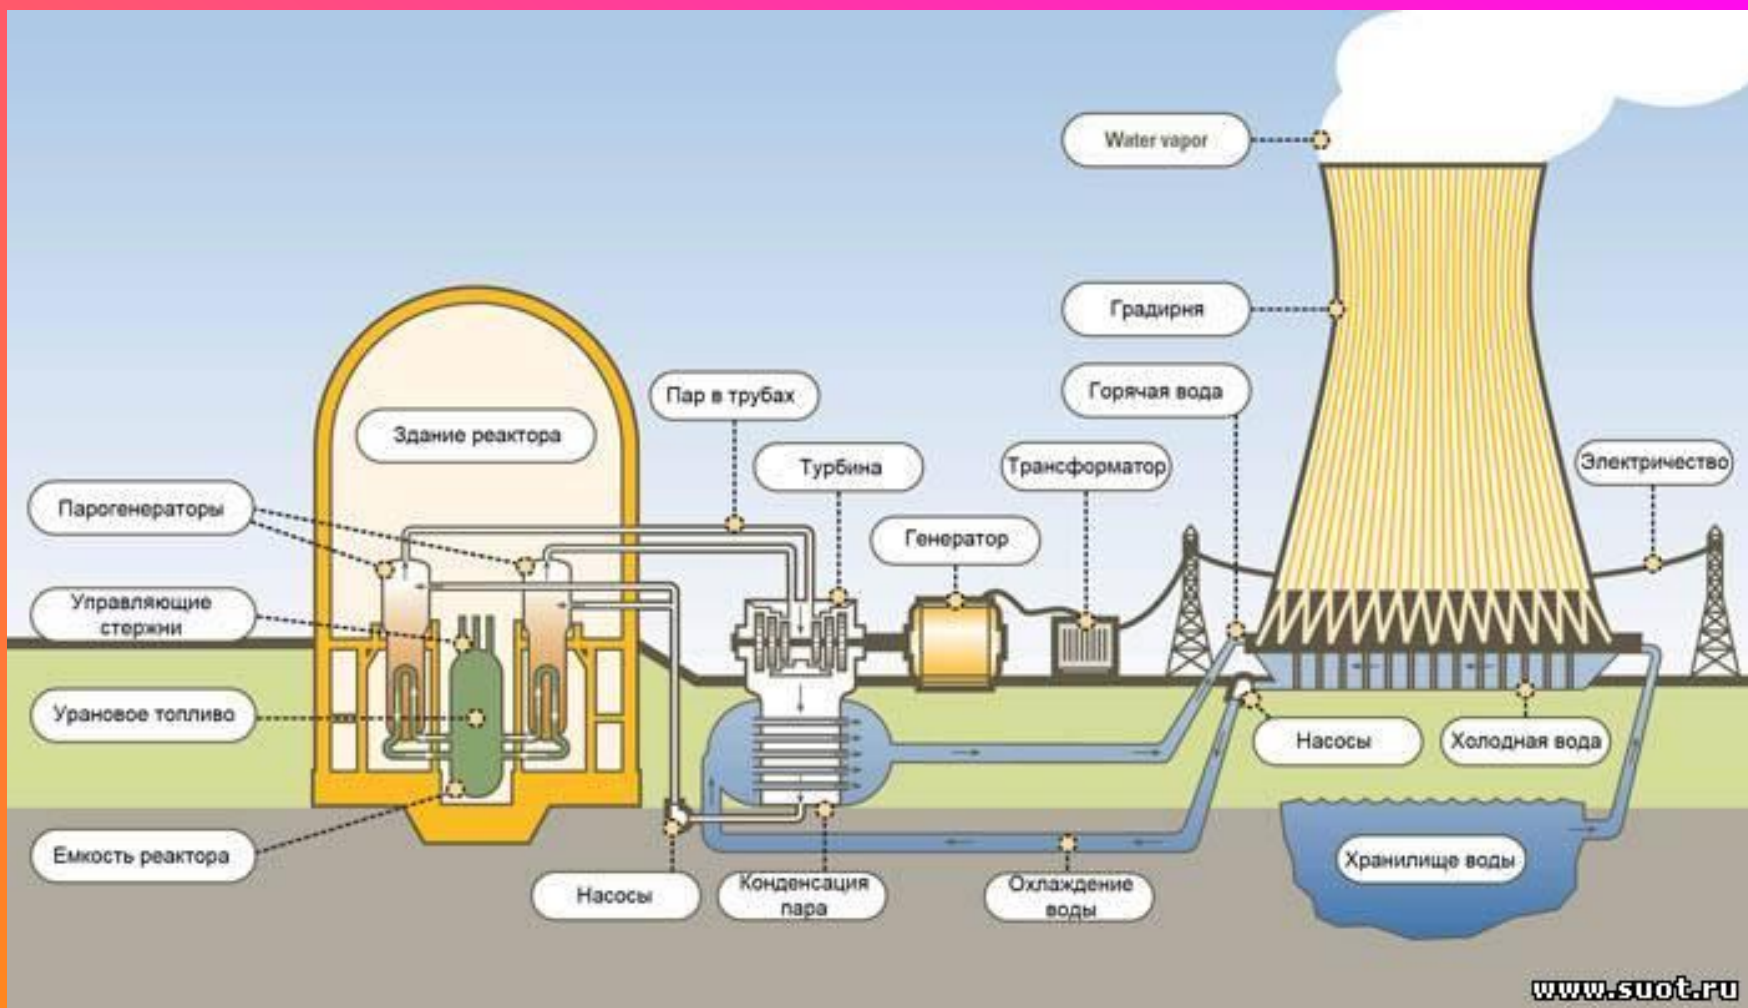 Water vapor
Градирня
Горячая вода
Пар в трубах
Здание реактора
Турбина
Трансформатор
Электричество
Парогенераторы
Генератор
Управляющие
стержни
Урановое топливо
Насосы
Холодная вода
Емкость реактора
Хранилище воды
Насосы
Конденсация
пара
Охлаждение
воды
www.suot.ru